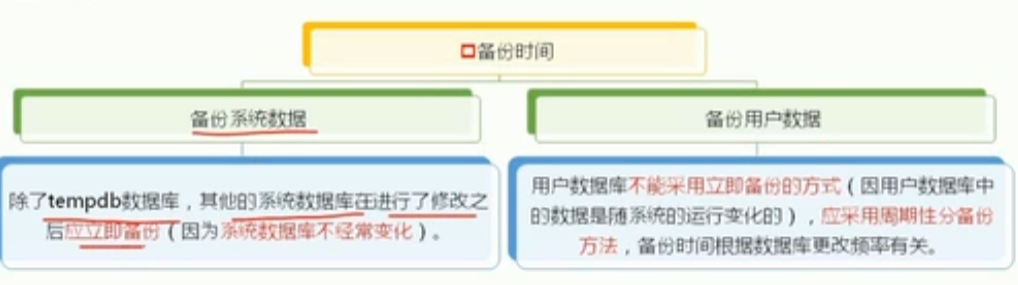 备份时间
备份系统数据
备份用户数据
除了tempdb数据库，其他的系统数据库在进行了修改之
后应立即备份（因为系统数据库不经常变化）。
用户数据库不能采用立即备份的方式（因用户数据库中
的数据是随系统的运行变化的），应采用周期性分备份
方法，备份时间根据数据库更改频率有关。